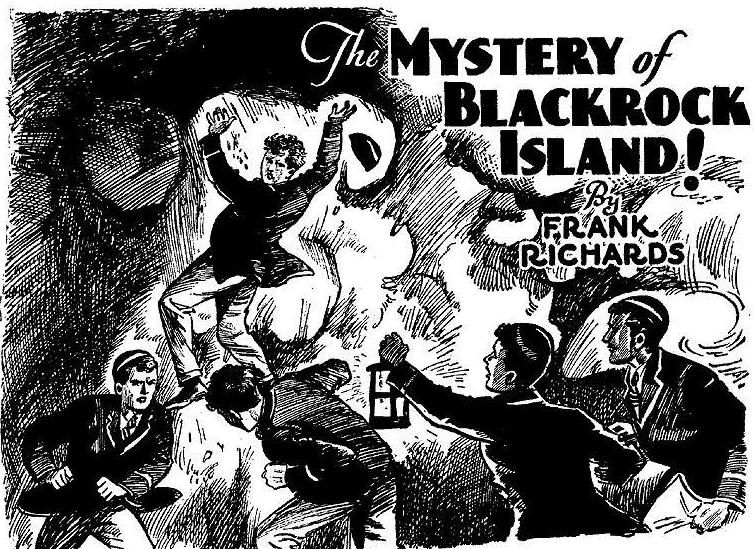 The MYSTERY of
BLACKROCK
ISLAND!
By
FRANK
RICHARDS